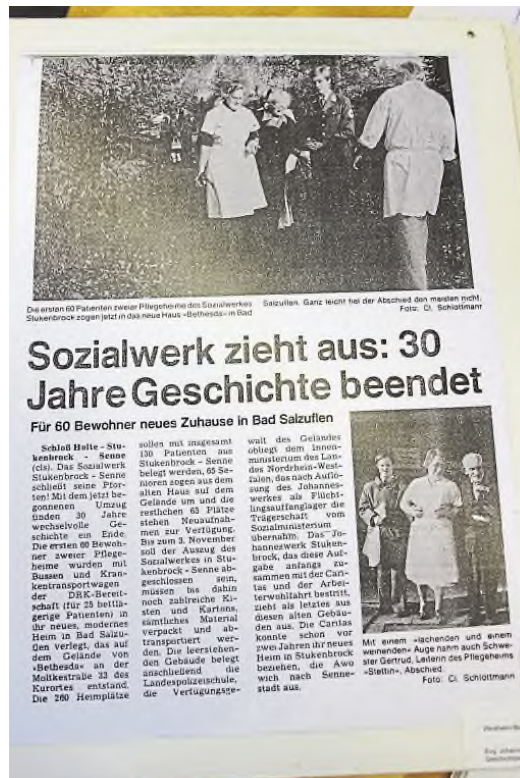 Die ersten 60 Patienten zweier Pflegeheime des Sozialwerkes
Stukenbrock zogen jetzt in das neue Haus »Bethesda« in Bad
Salzuflen. Ganz leicht fiel der Abschied den meisten nicht.
Foto: Cl. Schlottmann
Sozialwerk zieht aus: 30
Jahre Geschichte beendet
Für 60 Bewohner neues Zuhause in Bad Salzuflen
Schloß Holte - Stu-
kenbrock - Senne
(cls). Das Sozialwerk
Stukenbrock - Senne
schließt seine Pfor-
ten! Mit dem jetzt be-
gonnenen Umzug
finden 30 Jahre
wechselvolle Ge-
schichte ein Ende.
Die ersten 60 Bewoh-
ner zweier Pflege-
heime wurden mit
Bussen und Kran-
kentransportwagen
der DRK-Bereit-
schaft (für 25 bettlä-
gerige Patienten) in
ihr neues, modernes
Heim in Bad Salzu-
flen verlegt, das auf
dem Gelände von
»Bethesda« an der
Moltkestraße 33 des
Kurortes entstand.
Die 260 Heimplätze
sollen mit insgesamt
130 Patienten aus
Stukenbrock - Senne
belegt werden, 65 Se-
nioren zogen aus dem
alten Haus auf dem
Gelände um und die
restlichen 65 Plätze
stehen Neuaufnah-
men zur Verfügung.
Bis zum 3. November
soll der Auszug des
Sozialwerkes in Stu-
kenbrock - Senne ab-
geschlossen sein,
müssen bis dahin
noch zahlreiche Ki-
sten und Kartons,
sämtliches Material
verpackt und ab-
transportiert wer-
den. Die leerstehen-
den Gebäude belegt
anschließend die
Landespolizeischule,
die Verfügungsge-
walt des Geländes
obliegt dem Innen-
ministerium des Lan-
des Nordrhein-West-
falen, das nach Auflö-
sung des Johannes-
werkes als Flücht-
lingsauffanglager die
Trägerschaft vom
Sozialministerium
übernahm. Das Jo-
hanneswerk Stuken-
brock, das diese Auf-
gabe anfangs zu-
sammen mit der Cari-
tas und der Arbei-
terwohlfahrt bestritt,
zieht als letztes aus
diesen alten Gebäu-
den aus. Die Caritas
konnte schon vor
zwei Jahren ihr neues
Heim in Stukenbrock
beziehen, die Awo
wich nach Senne-
stadt aus.
Mit einem »lachenden und einem
weinenden« Auge nahm auch Schwe-
ster Gertrud, Leiterin des Pflegeheims
»Stettin«, Abschied.
Foto: Cl. Schlottmann